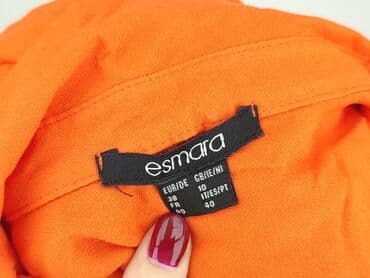 esmara
EUR/DE GB/IE/NI
38 10
FR IT/ES/PT
40 40